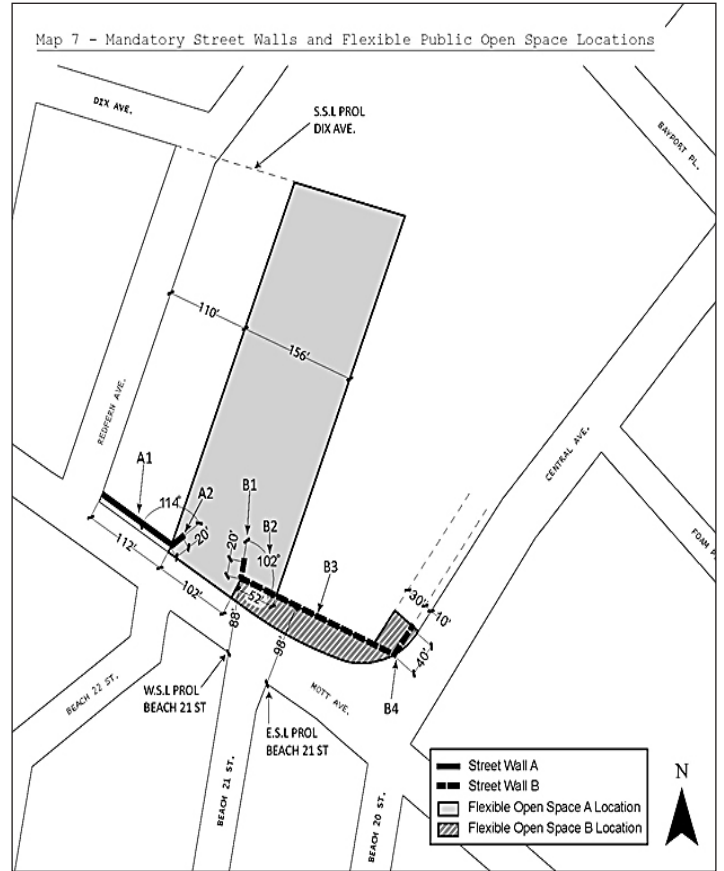 Map 7 - Mandatory Street Walls and Flexible Public Open Space Locations
DIX AVE.
S.S.L PROL
DIX AVE.
BAYPORT PL.
110'
156'
REDFERN AVE.
CENTRAL AVE.
A1
A2
114°
20'
B1
B2
20'
102°
B3
FOAM
112'
102'
52'
88'
98'
30'
10'
40'
B4
W.S.L PROL
BEACH 21 ST
E.S.L PROL
BEACH 21 ST
MOTT AVE.
BEACH 22 ST.
BEACH 21 ST.
BEACH 20 ST.
Street Wall A
Street Wall B
Flexible Open Space A Location
Flexible Open Space B Location
N